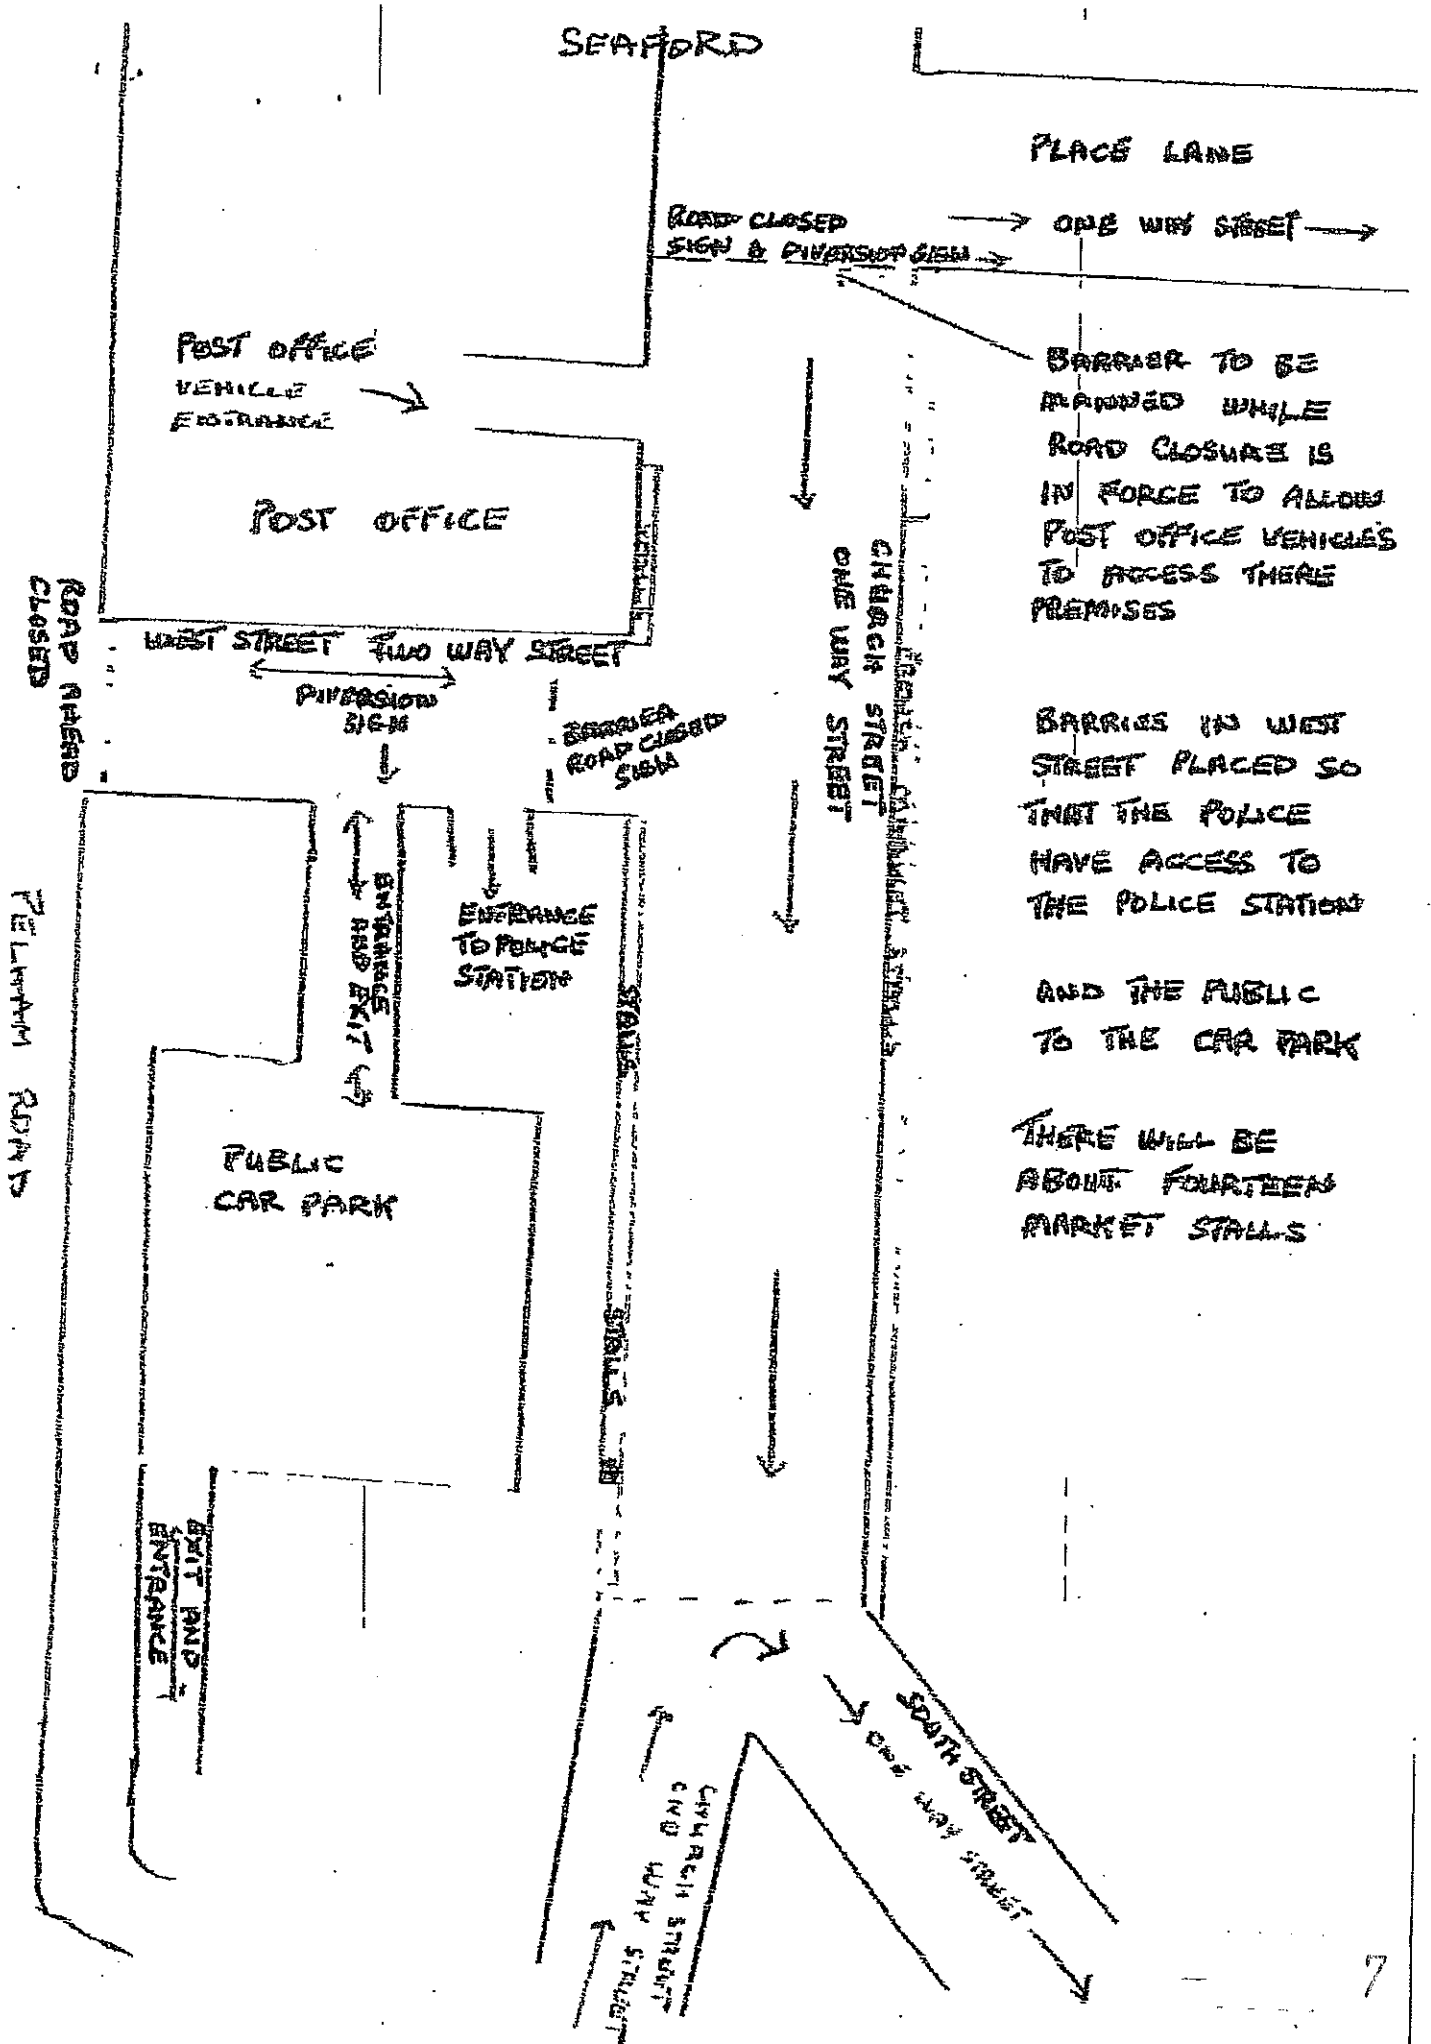 SEAFORD
PLACE LANE
ROAD CLOSED
SIGN & DIVERSION SIGN
ONE WAY STREET
POST OFFICE
VEHICLE
ENTRANCE
POST OFFICE
BARRIER TO BE
MANNED WHILE
ROAD CLOSURE IS
IN FORCE TO ALLOW
POST OFFICE VEHICLE'S
TO ACCESS THERE
PREMISES
CHURCH STREET
ONE WAY STREET
ROAD AHEAD
CLOSED
WEST STREET TWO WAY STREET
DIVERSION
SIGN
BARRIER
ROAD CLOSED
SIGN
BARRIER IN WEST
STREET PLACED SO
THAT THE POLICE
HAVE ACCESS TO
THE POLICE STATION
AND THE PUBLIC
TO THE CAR PARK
THERE WILL BE
ABOUT FOURTEEN
MARKET STALLS
ENTRANCE
AND EXIT
ENTRANCE
TO POLICE
STATION
STALLS
STALLS
PELHAM ROAD
PUBLIC
CAR PARK
EXIT AND
ENTRANCE
SOUTH STREET
ONE WAY STREET
CHURCH STREET
ONE WAY STREET
7